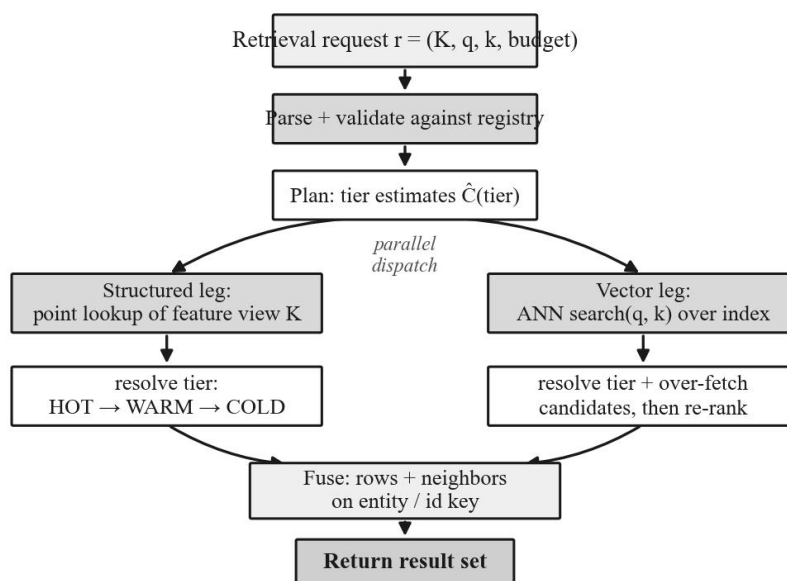 Retrieval request r = (K, q, k, budget)
Parse + validate against registry
Plan: tier estimates Ĉ(tier)
parallel
dispatch
Structured leg:
point lookup of feature view K
Vector leg:
ANN search(q, k) over index
resolve tier:
HOT → WARM → COLD
resolve tier + over-fetch
candidates, then re-rank
Fuse: rows + neighbors
on entity / id key
Return result set